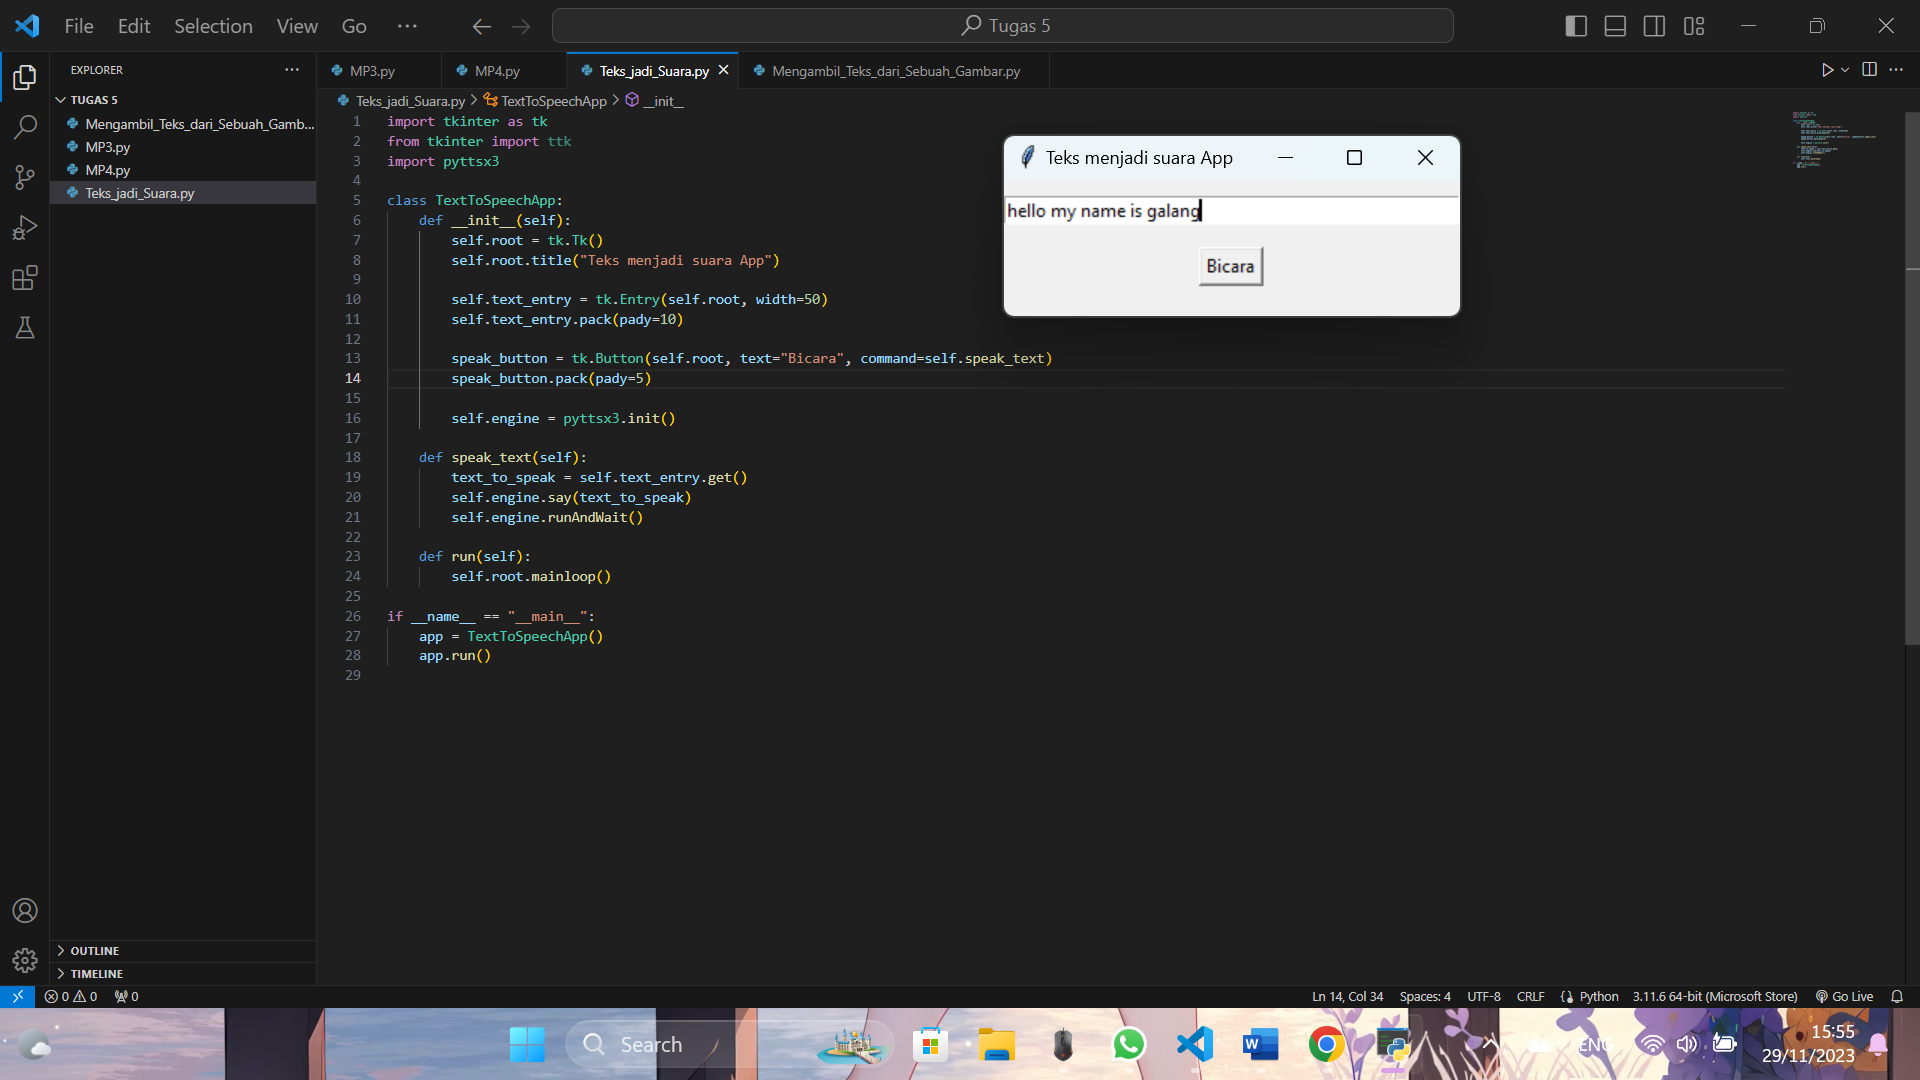 File Edit Selection View Go ··· Tugas 5
EXPLORER ···
TUGAS 5
Mengambil_Teks_dari_Sebuah_Gamb...
MP3.py
MP4.py
Teks_jadi_Suara.py
OUTLINE
TIMELINE
MP3.py MP4.py Teks_jadi_Suara.py Mengambil_Teks_dari_Sebuah_Gambar.py ···
Teks_jadi_Suara.py > TextToSpeechApp > __init__
1 import tkinter as tk
2 from tkinter import ttk
3 import pyttsx3
4
5 class TextToSpeechApp:
6 def __init__(self):
7 self.root = tk.Tk()
8 self.root.title("Teks menjadi suara App")
9
10 self.text_entry = tk.Entry(self.root, width=50)
11 self.text_entry.pack(pady=10)
12
13 speak_button = tk.Button(self.root, text="Bicara", command=self.speak_text)
14 speak_button.pack(pady=5)
15
16 self.engine = pyttsx3.init()
17
18 def speak_text(self):
19 text_to_speak = self.text_entry.get()
20 self.engine.say(text_to_speak)
21 self.engine.runAndWait()
22
23 def run(self):
24 self.root.mainloop()
25
26 if __name__ == "__main__":
27 app = TextToSpeechApp()
28 app.run()
29
Teks menjadi suara App
hello my name is galang
Bicara
0 0 0 Ln 14, Col 34 Spaces: 4 UTF-8 CRLF Python 3.11.6 64-bit (Microsoft Store) Go Live
Search
ENG
15:55
29/11/2023